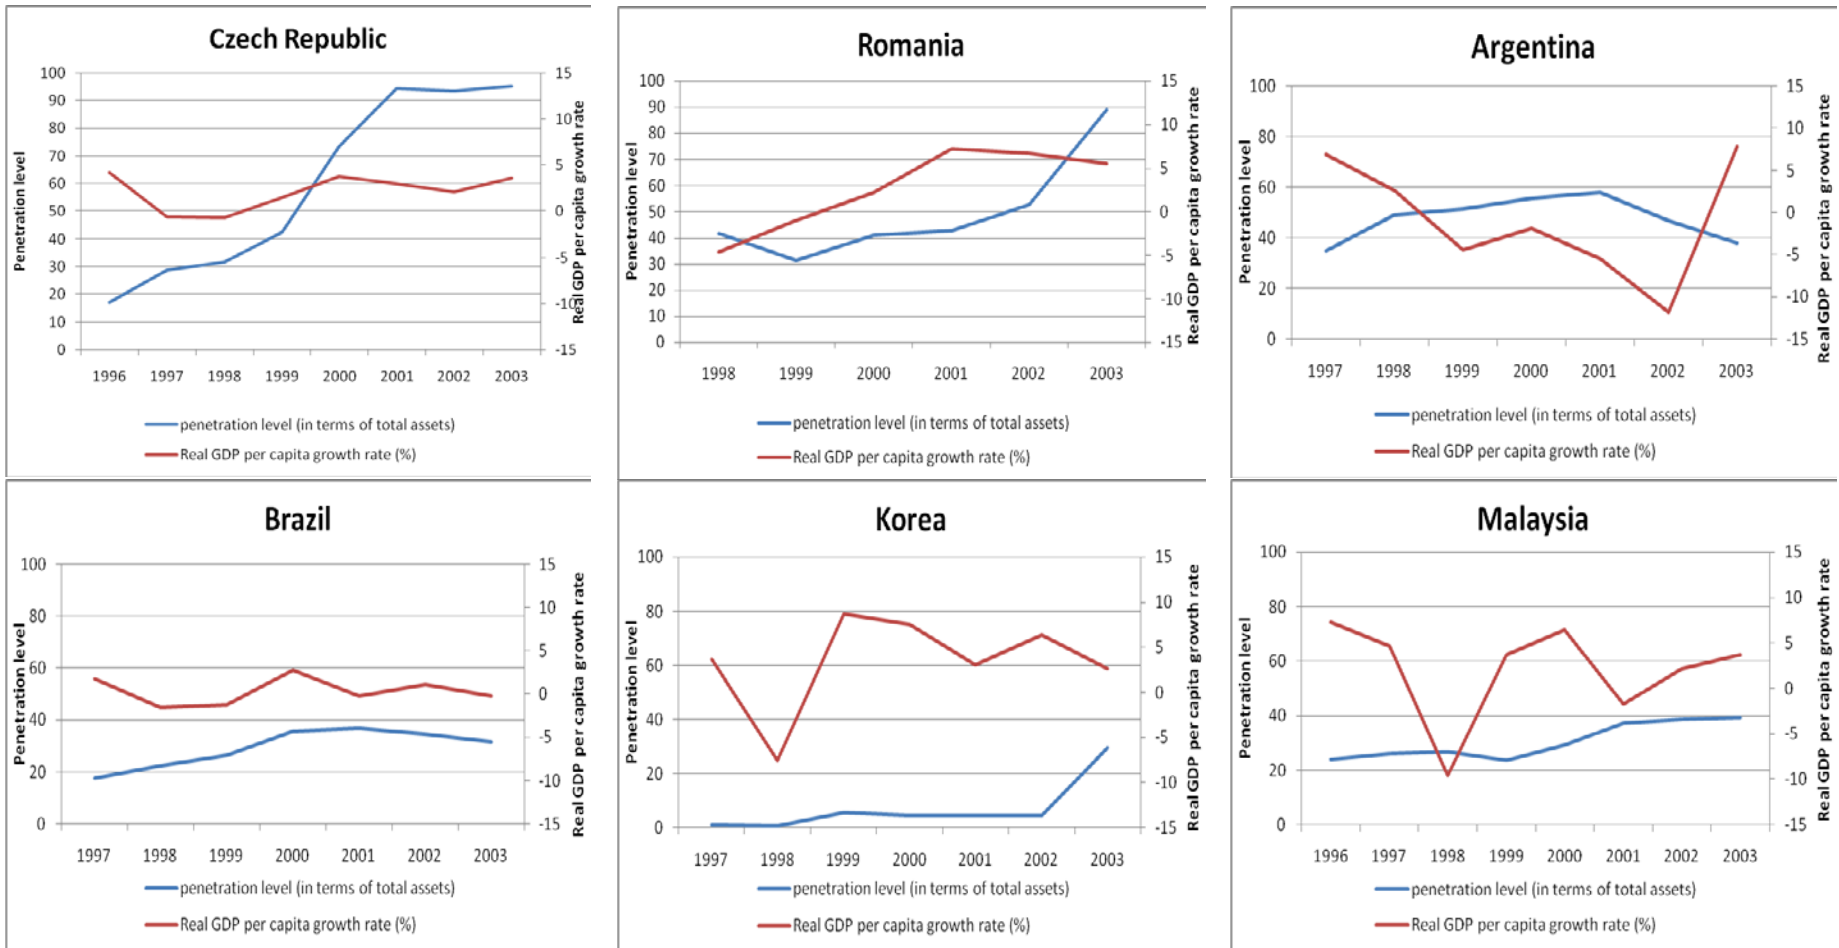 Czech Republic
Penetration level
100
90
80
70
60
50
40
30
20
10
0
15
10
5
0
-5
-10
-15
Real GDP per capita growth rate
1996 1997 1998 1999 2000 2001 2002 2003
penetration level (in terms of total assets)
Real GDP per capita growth rate (%)
Romania
Penetration level
100
90
80
70
60
50
40
30
20
10
0
15
10
5
0
-5
-10
-15
Real GDP per capita growth rate
1998 1999 2000 2001 2002 2003
penetration level (in terms of total assets)
Real GDP per capita growth rate (%)
Argentina
Penetration level
100
80
60
40
20
0
15
10
5
0
-5
-10
-15
Real GDP per capita growth rate
1997 1998 1999 2000 2001 2002 2003
penetration level (in terms of total assets)
Real GDP per capita growth rate (%)
Brazil
Penetration level
100
80
60
40
20
0
15
10
5
0
-5
-10
-15
Real GDP per capita growth rate
1997 1998 1999 2000 2001 2002 2003
penetration level (in terms of total assets)
Real GDP per capita growth rate (%)
Korea
Penetration level
100
80
60
40
20
0
15
10
5
0
-5
-10
-15
Real GDP per capita growth rate
1997 1998 1999 2000 2001 2002 2003
penetration level (in terms of total assets)
Real GDP per capita growth rate (%)
Malaysia
Penetration level
100
80
60
40
20
0
15
10
5
0
-5
-10
-15
Real GDP per capita growth rate
1996 1997 1998 1999 2000 2001 2002 2003
penetration level (in terms of total assets)
Real GDP per capita growth rate (%)